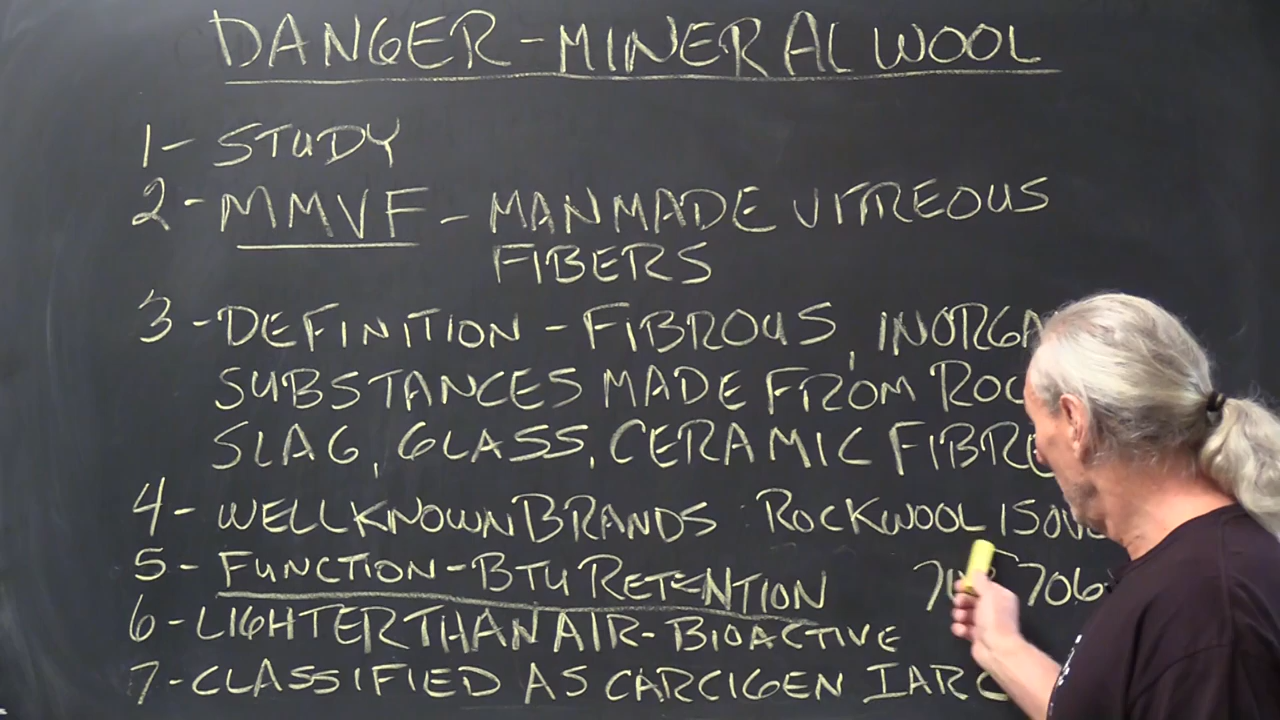 DANGER - MINERAL WOOL
1 - STUDY
2 - MMVF - MANMADE VITREOUS
FIBERS
3 - DEFINITION - FIBROUS, INORGA
SUBSTANCES MADE FROM ROC
SLAG, GLASS, CERAMIC FIBRE
4 - WELL KNOWN BRANDS ROCKWOOL
5 - FUNCTION - BTU RETENTION 706
6 - LIGHTER THAN AIR - BIOACTIVE
7 - CLASSIFIED AS CARCIGEN IARC